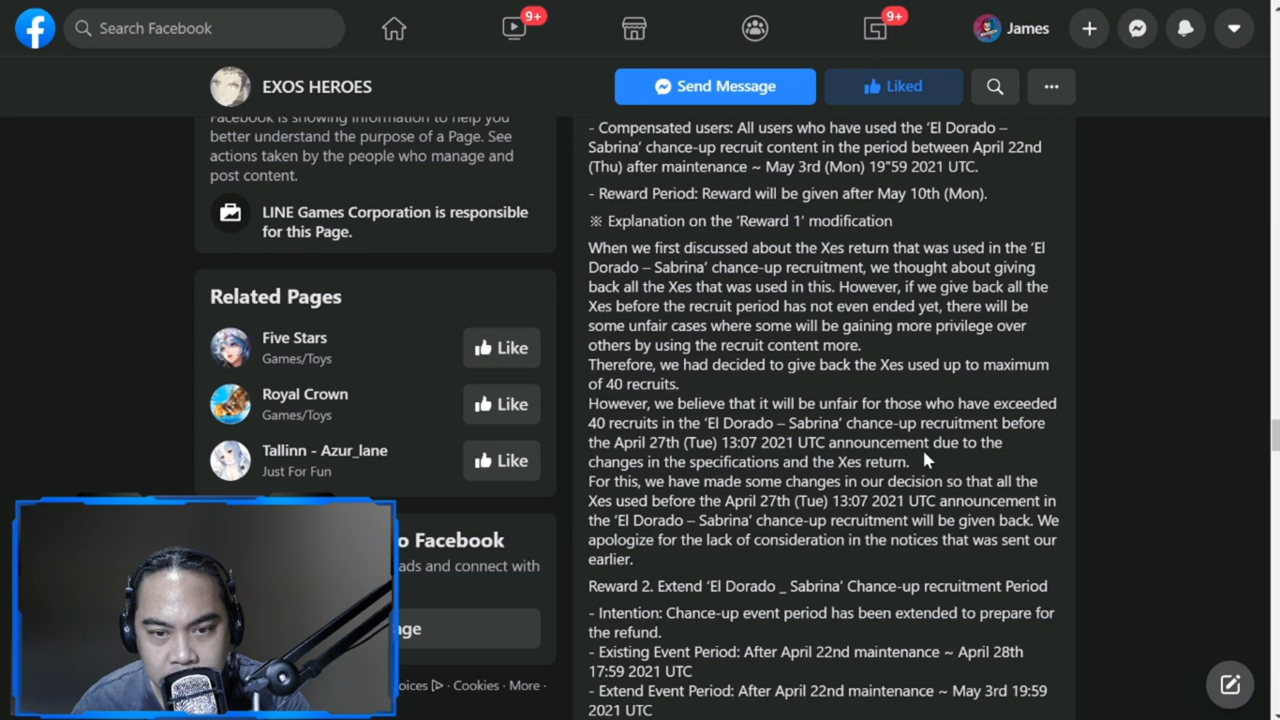 Search Facebook
9+
9+
James
EXOS HEROES
Send Message
Liked
Facebook is showing information to help you
better understand the purpose of a Page. See
actions taken by the people who manage and
post content.
LINE Games Corporation is responsible
for this Page.
Related Pages
Five Stars
Games/Toys
Like
Royal Crown
Games/Toys
Like
Tallinn - Azur_lane
Just For Fun
Like
o Facebook
ads and connect with
age
oices
· Cookies · More ·
- Compensated users: All users who have used the ‘El Dorado –
Sabrina’ chance-up recruit content in the period between April 22nd
(Thu) after maintenance ~ May 3rd (Mon) 19”59 2021 UTC.
- Reward Period: Reward will be given after May 10th (Mon).
※ Explanation on the ‘Reward 1’ modification
When we first discussed about the Xes return that was used in the ‘El
Dorado – Sabrina’ chance-up recruitment, we thought about giving
back all the Xes that was used in this. However, if we give back all the
Xes before the recruit period has not even ended yet, there will be
some unfair cases where some will be gaining more privilege over
others by using the recruit content more.
Therefore, we had decided to give back the Xes used up to maximum
of 40 recruits.
However, we believe that it will be unfair for those who have exceeded
40 recruits in the ‘El Dorado – Sabrina’ chance-up recruitment before
the April 27th (Tue) 13:07 2021 UTC announcement due to the
changes in the specifications and the Xes return.
For this, we have made some changes in our decision so that all the
Xes used before the April 27th (Tue) 13:07 2021 UTC announcement in
the ‘El Dorado – Sabrina’ chance-up recruitment will be given back. We
apologize for the lack of consideration in the notices that was sent our
earlier.
Reward 2. Extend ‘El Dorado _ Sabrina’ Chance-up recruitment Period
- Intention: Chance-up event period has been extended to prepare for
the refund.
- Existing Event Period: After April 22nd maintenance ~ April 28th
17:59 2021 UTC
- Extend Event Period: After April 22nd maintenance ~ May 3rd 19:59
2021 UTC